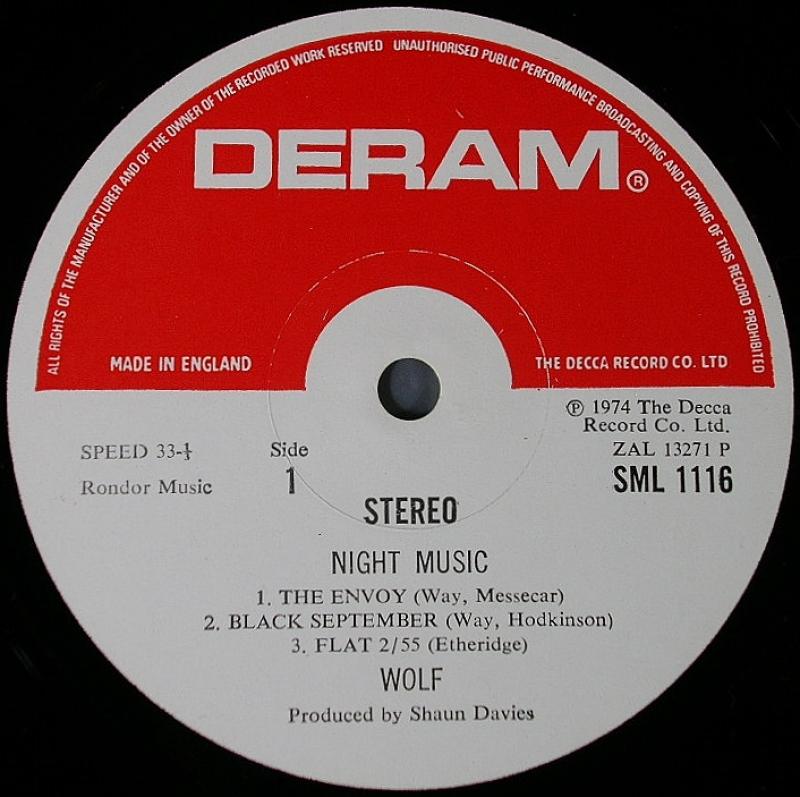 ALL RIGHTS OF THE MANUFACTURER AND OF THE OWNER OF THE RECORDED WORK RESERVED UNAUTHORISED PUBLIC PERFORMANCE BROADCASTING AND COPYING OF THIS RECORD PROHIBITED
DERAM®
MADE IN ENGLAND
THE DECCA RECORD CO. LTD
℗ 1974 The Decca
Record Co. Ltd.
SPEED 33-⅓
Side
ZAL 13271 P
Rondor Music
1
SML 1116
STEREO
NIGHT MUSIC
1. THE ENVOY (Way, Messecar)
2. BLACK SEPTEMBER (Way, Hodkinson)
3. FLAT 2/55 (Etheridge)
WOLF
Produced by Shaun Davies